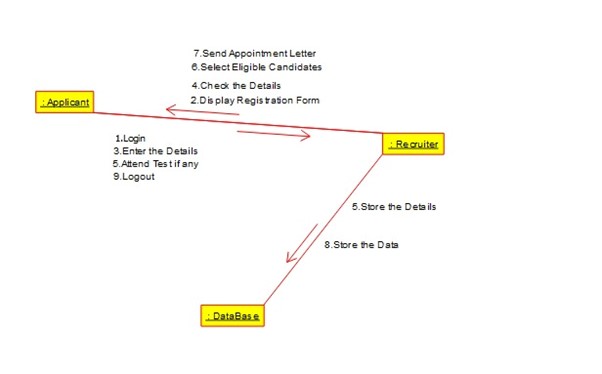 7.Send Appointment Letter
6.Select Eligible Candidates
4.Check the Details
2.Display Registration Form
: Applicant
1.Login
3.Enter the Details
5.Attend Test if any
9.Logout
: Recruiter
5.Store the Details
8.Store the Data
: DataBase